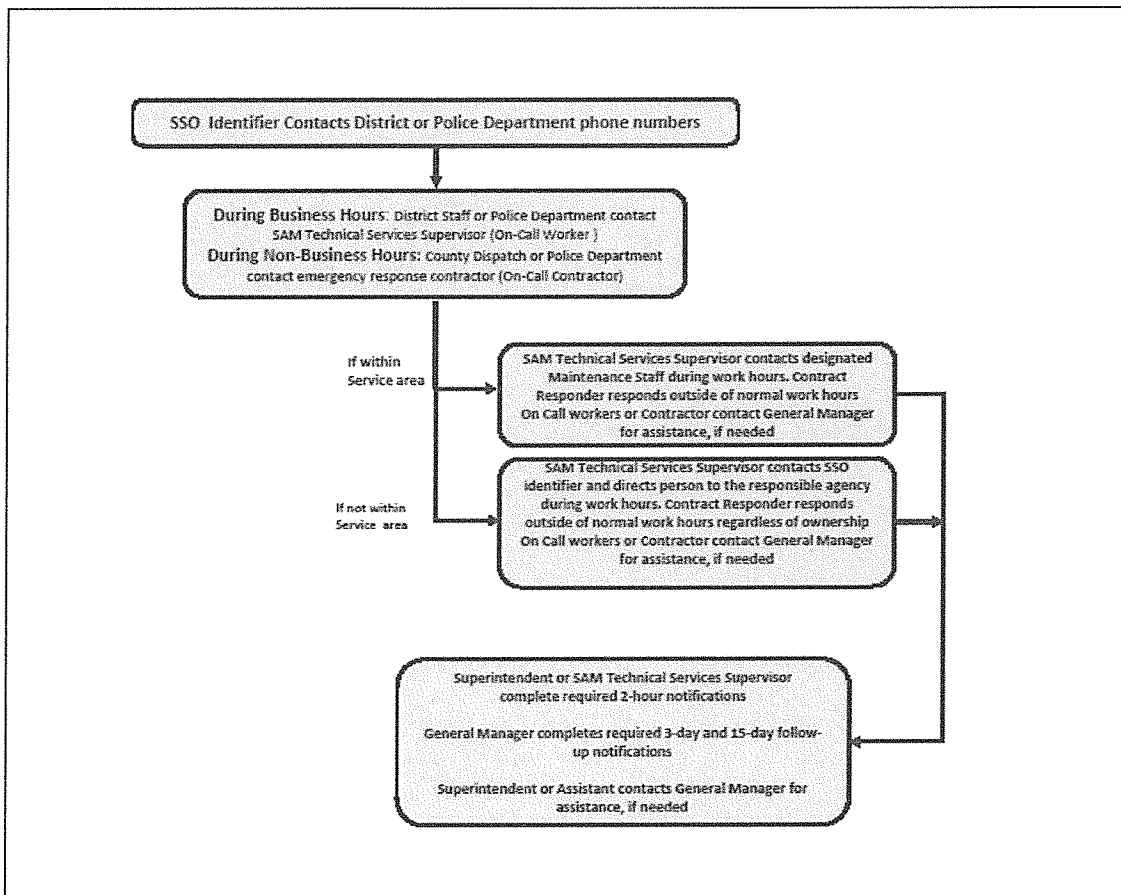 SSO Identifier Contacts District or Police Department phone numbers
During Business Hours: District Staff or Police Department contact
SAM Technical Services Supervisor (On-Call Worker )
During Non-Business Hours: County Dispatch or Police Department
contact emergency response contractor (On-Call Contractor)
If within
Service area
SAM Technical Services Supervisor contacts designated
Maintenance Staff during work hours. Contract
Responder responds outside of normal work hours
On Call workers or Contractor contact General Manager
for assistance, if needed
If not within
Service area
SAM Technical Services Supervisor contacts SSO
identifier and directs person to the responsible agency
during work hours. Contract Responder responds
outside of normal work hours regardless of ownership
On Call workers or Contractor contact General Manager
for assistance, if needed
Superintendent or SAM Technical Services Supervisor
complete required 2-hour notifications
General Manager completes required 3-day and 15-day follow-
up notifications
Superintendent or Assistant contacts General Manager for
assistance, if needed